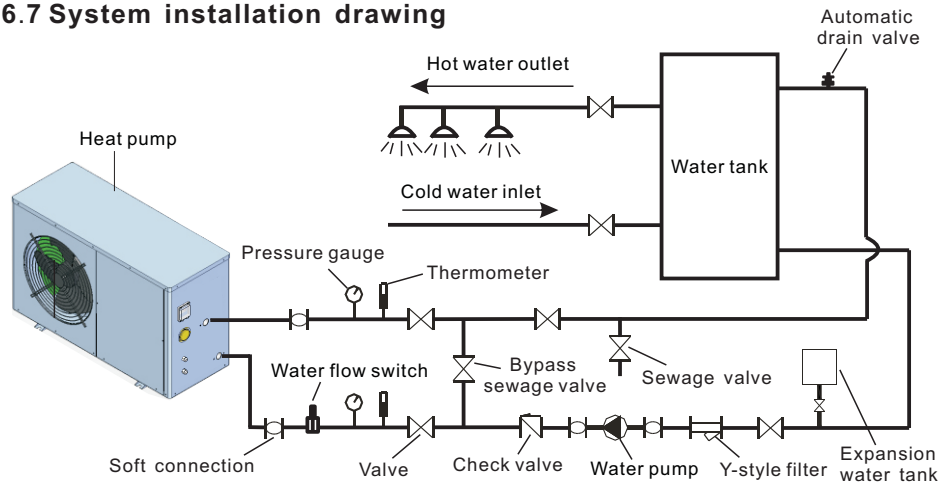 6.7 System installation drawing
Automatic
drain valve
Hot water outlet
Heat pump
Water tank
Cold water inlet
Pressure gauge
Thermometer
Water flow switch
Bypass
sewage valve
Sewage valve
Soft connection
Valve
Check valve
Water pump
Y-style filter
Expansion
water tank